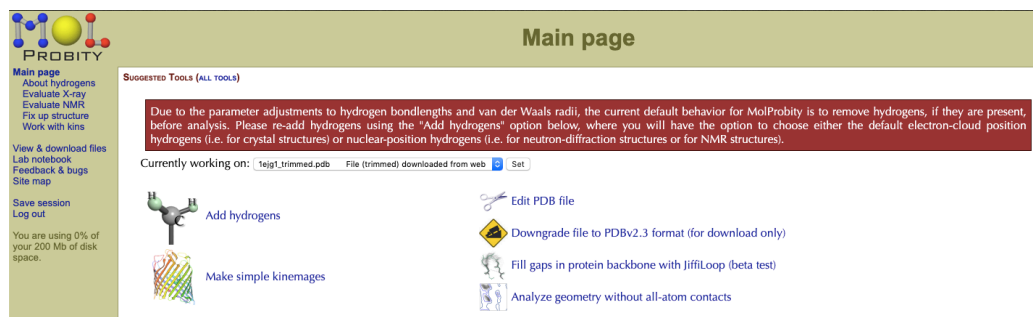 MOL
PROBITY
Main page
Main page
About hydrogens
Evaluate X-ray
Evaluate NMR
Fix up structure
Work with kins
View & download files
Lab notebook
Feedback & bugs
Site map
Save session
Log out
You are using 0% of
your 200 Mb of disk
space.
SUGGESTED TOOLS (ALL TOOLS)
Due to the parameter adjustments to hydrogen bondlengths and van der Waals radii, the current default behavior for MolProbity is to remove hydrogens, if they are present,
before analysis. Please re-add hydrogens using the "Add hydrogens" option below, where you will have the option to choose either the default electron-cloud position
hydrogens (i.e. for crystal structures) or nuclear-position hydrogens (i.e. for neutron-diffraction structures or for NMR structures).
Currently working on: 1ejg1_trimmed.pdb File (trimmed) downloaded from web Set
H H
C
Add hydrogens
Make simple kinemages
Edit PDB file
Downgrade file to PDBv2.3 format (for download only)
Fill gaps in protein backbone with JiffiLoop (beta test)
Analyze geometry without all-atom contacts